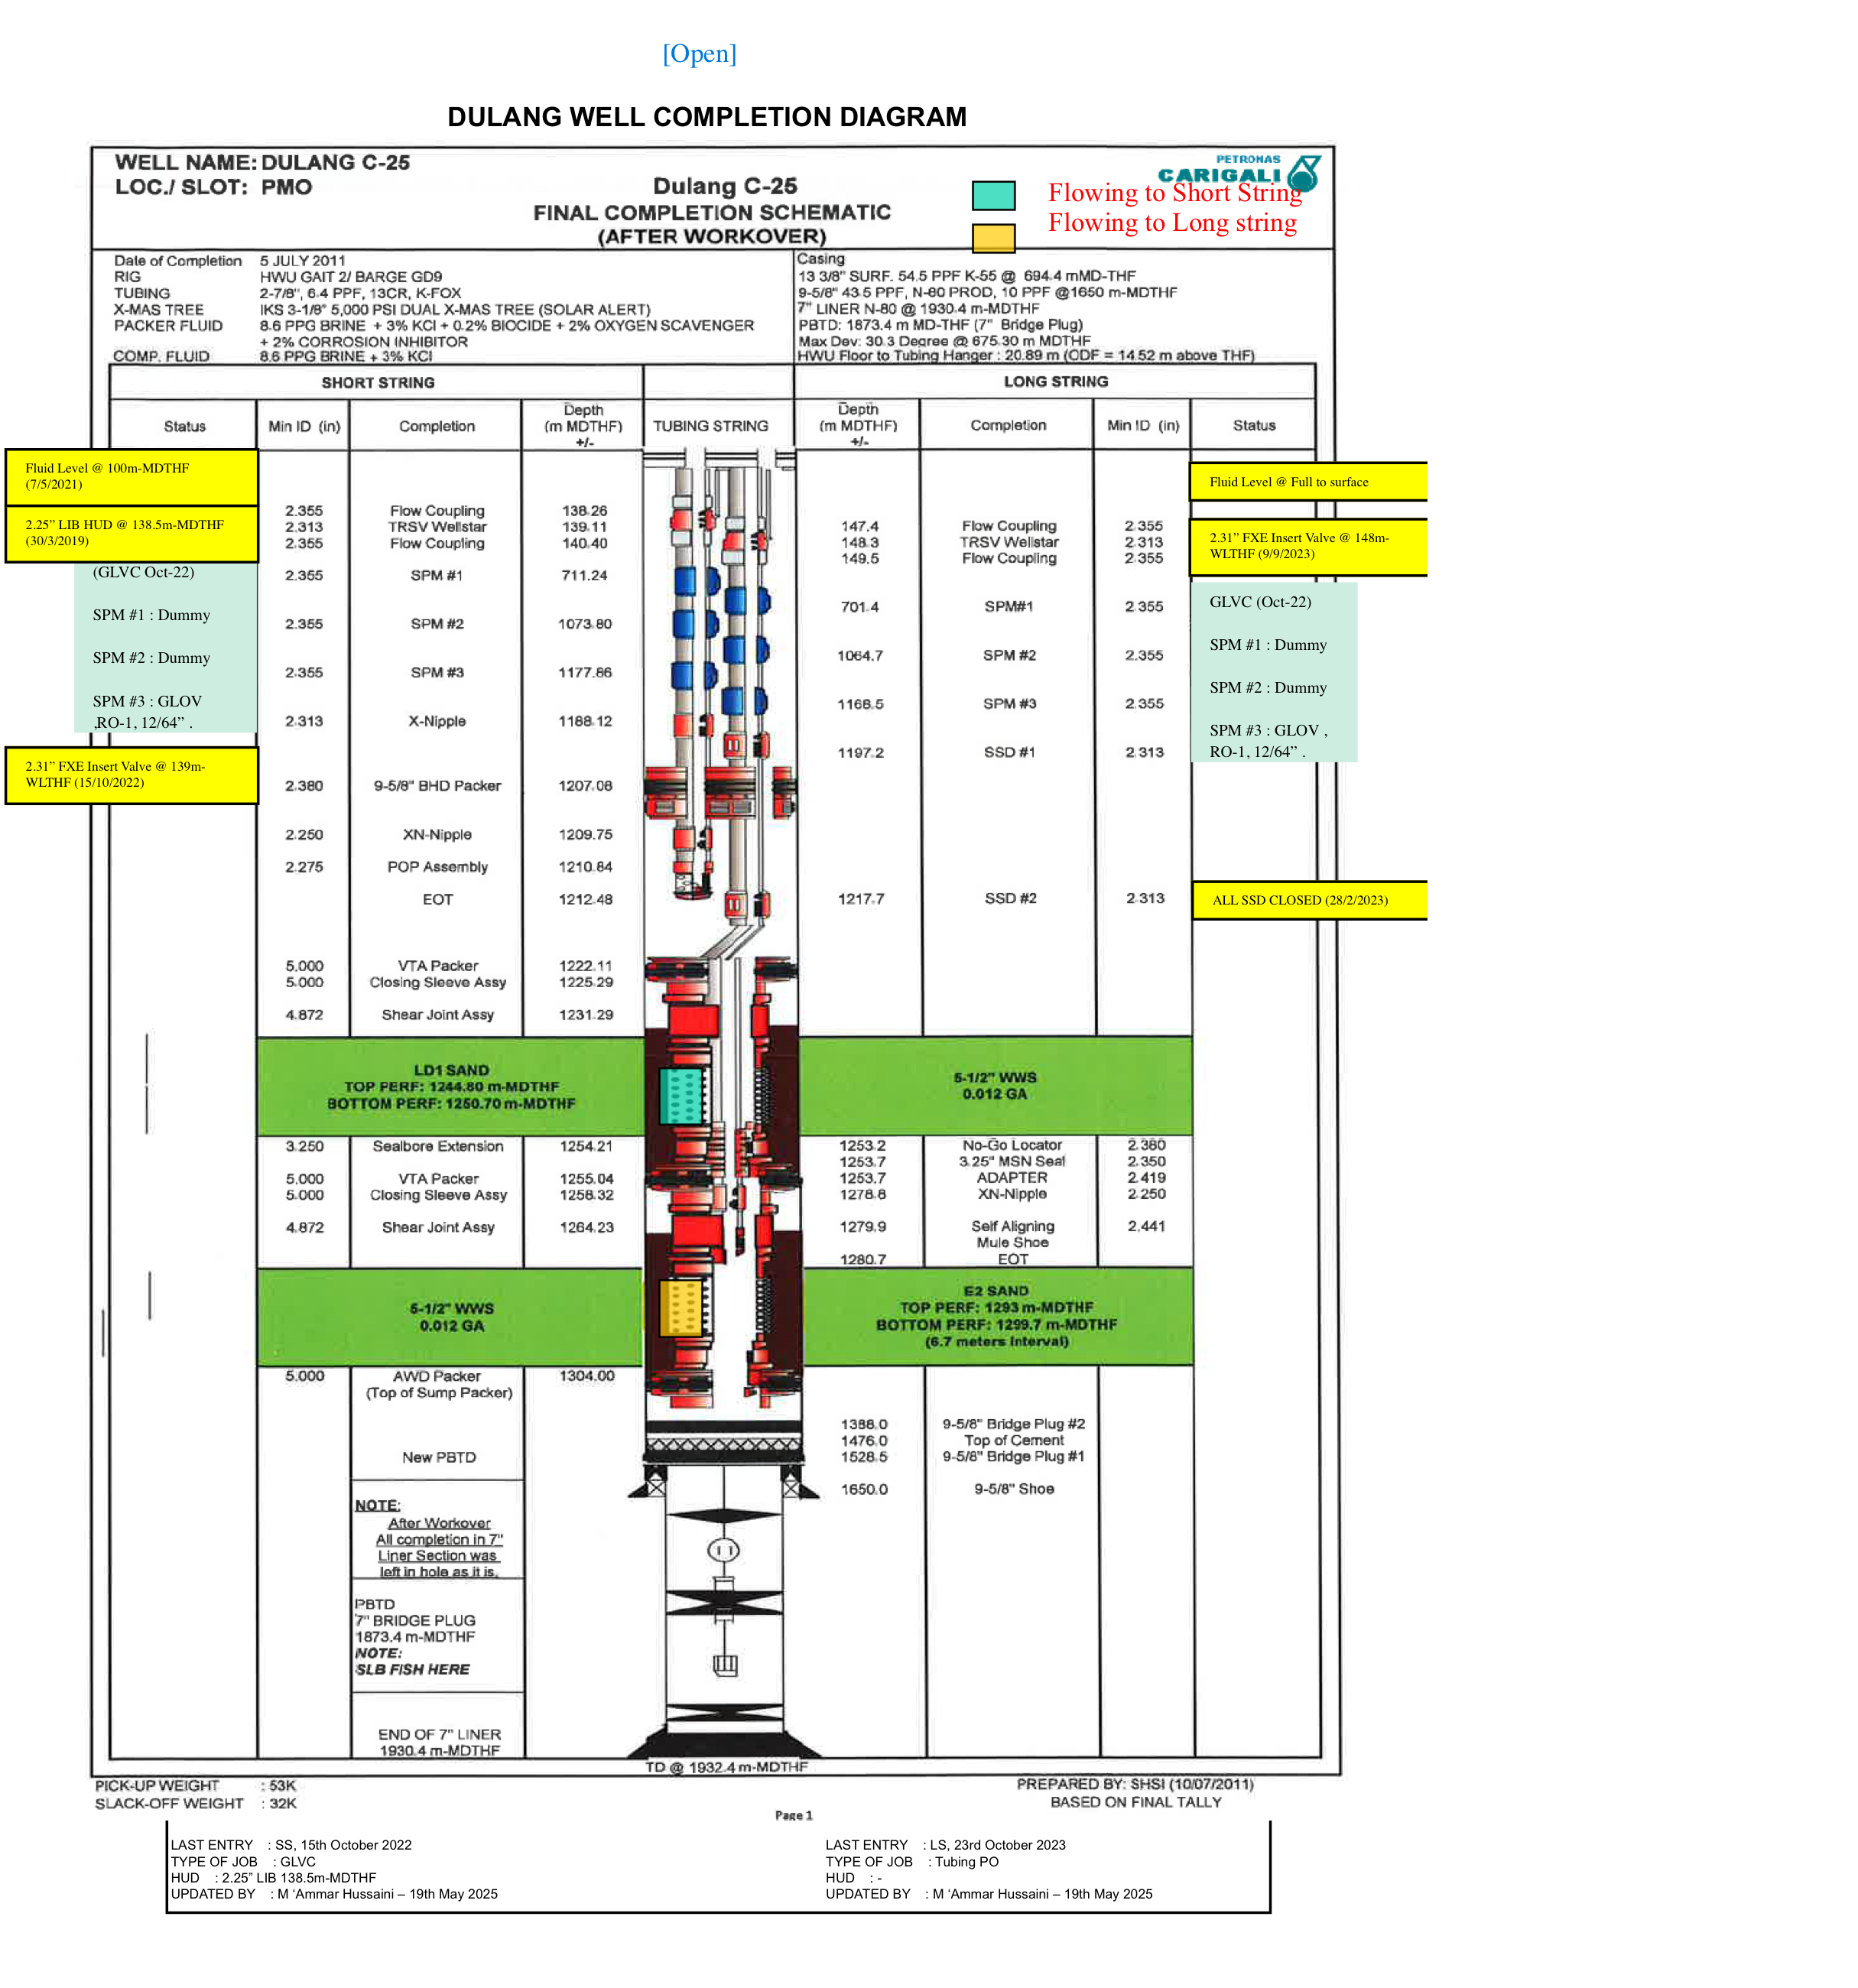 [Open]
DULANG WELL COMPLETION DIAGRAM
WELL NAME: DULANG C-25
LOC./ SLOT: PMO
Dulang C-25
FINAL COMPLETION SCHEMATIC
(AFTER WORKOVER)
PETRONAS
CARIGALI
Flowing to Short String
Flowing to Long string
Date of Completion 5 JULY 2011
RIG HWU GAIT 2/ BARGE GD9
TUBING 2-7/8", 6.4 PPF, 13CR, K-FOX
X-MAS TREE IKS 3-1/8" 5,000 PSI DUAL X-MAS TREE (SOLAR ALERT)
PACKER FLUID 8.6 PPG BRINE + 3% KCl + 0.2% BIOCIDE + 2% OXYGEN SCAVENGER
+ 2% CORROSION INHIBITOR
COMP. FLUID 8.6 PPG BRINE + 3% KCl
Casing
13 3/8" SURF. 54.5 PPF K-55 @ 694.4 mMD-THF
9-5/8" 43.5 PPF, N-80 PROD, 10 PPF @1650 m-MDTHF
7" LINER N-80 @ 1930.4 m-MDTHF
PBTD: 1873.4 m MD-THF (7" Bridge Plug)
Max Dev: 30.3 Degree @ 675.30 m MDTHF
HWU Floor to Tubing Hanger : 20.89 m (ODF = 14.52 m above THF)
SHORT STRING
LONG STRING
Status Min ID (in) Completion Depth (m MDTHF) +/- TUBING STRING Depth (m MDTHF) +/- Completion Min ID (in) Status
Fluid Level @ 100m-MDTHF
(7/5/2021)
2.25” LIB HUD @ 138.5m-MDTHF
(30/3/2019)
(GLVC Oct-22)
SPM #1 : Dummy
SPM #2 : Dummy
SPM #3 : GLOV
,RO-1, 12/64” .
2.31” FXE Insert Valve @ 139m-
WLTHF (15/10/2022)
2.355 Flow Coupling 138.26
2.313 TRSV Wellstar 139.11
2.355 Flow Coupling 140.40
2.355 SPM #1 711.24
2.355 SPM #2 1073.80
2.355 SPM #3 1177.86
2.313 X-Nipple 1188.12
2.380 9-5/8" BHD Packer 1207.08
2.250 XN-Nipple 1209.75
2.275 POP Assembly 1210.84
EOT 1212.48
5.000 VTA Packer 1222.11
5.000 Closing Sleeve Assy 1225.29
4.872 Shear Joint Assy 1231.29
147.4 Flow Coupling 2.355
148.3 TRSV Wellstar 2.313
149.5 Flow Coupling 2.355
701.4 SPM#1 2.355
1064.7 SPM #2 2.355
1168.5 SPM #3 2.355
1197.2 SSD #1 2.313
1217.7 SSD #2 2.313
Fluid Level @ Full to surface
2.31” FXE Insert Valve @ 148m-
WLTHF (9/9/2023)
GLVC (Oct-22)
SPM #1 : Dummy
SPM #2 : Dummy
SPM #3 : GLOV ,
RO-1, 12/64” .
ALL SSD CLOSED (28/2/2023)
LD1 SAND
TOP PERF: 1244.80 m-MDTHF
BOTTOM PERF: 1250.70 m-MDTHF
5-1/2" WWS
0.012 GA
3.250 Sealbore Extension 1254.21
5.000 VTA Packer 1255.04
5.000 Closing Sleeve Assy 1258.32
4.872 Shear Joint Assy 1264.23
1253.2 No-Go Locator 2.380
1253.7 3.25" MSN Seal 2.350
1253.7 ADAPTER 2.419
1278.8 XN-Nipple 2.250
1279.9 Self Aligning 2.441
Mule Shoe
1280.7 EOT
5-1/2" WWS
0.012 GA
E2 SAND
TOP PERF: 1293 m-MDTHF
BOTTOM PERF: 1299.7 m-MDTHF
(6.7 meters Interval)
5.000 AWD Packer 1304.00
(Top of Sump Packer)
New PBTD
1388.0 9-5/8" Bridge Plug #2
1476.0 Top of Cement
1528.5 9-5/8" Bridge Plug #1
1650.0 9-5/8" Shoe
NOTE:
After Workover
All completion in 7"
Liner Section was
left in hole as it is.
PBTD
7" BRIDGE PLUG
1873.4 m-MDTHF
NOTE:
SLB FISH HERE
END OF 7" LINER
1930.4 m-MDTHF
TD @ 1932.4 m-MDTHF
PICK-UP WEIGHT : 53K
SLACK-OFF WEIGHT : 32K
PREPARED BY: SHSI (10/07/2011)
BASED ON FINAL TALLY
Page 1
LAST ENTRY : SS, 15th October 2022
TYPE OF JOB : GLVC
HUD : 2.25” LIB 138.5m-MDTHF
UPDATED BY : M ‘Ammar Hussaini – 19th May 2025
LAST ENTRY : LS, 23rd October 2023
TYPE OF JOB : Tubing PO
HUD : -
UPDATED BY : M ‘Ammar Hussaini – 19th May 2025